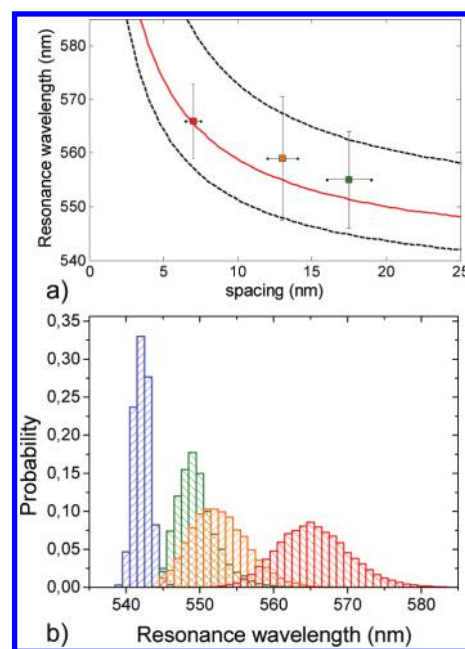 Resonance wavelength (nm)
580
570
560
550
540
0 5 10 15 20 25
a) spacing (nm)
Probability
0,35
0,30
0,25
0,20
0,15
0,10
0,05
0,00
540 550 560 570 580
b) Resonance wavelength (nm)